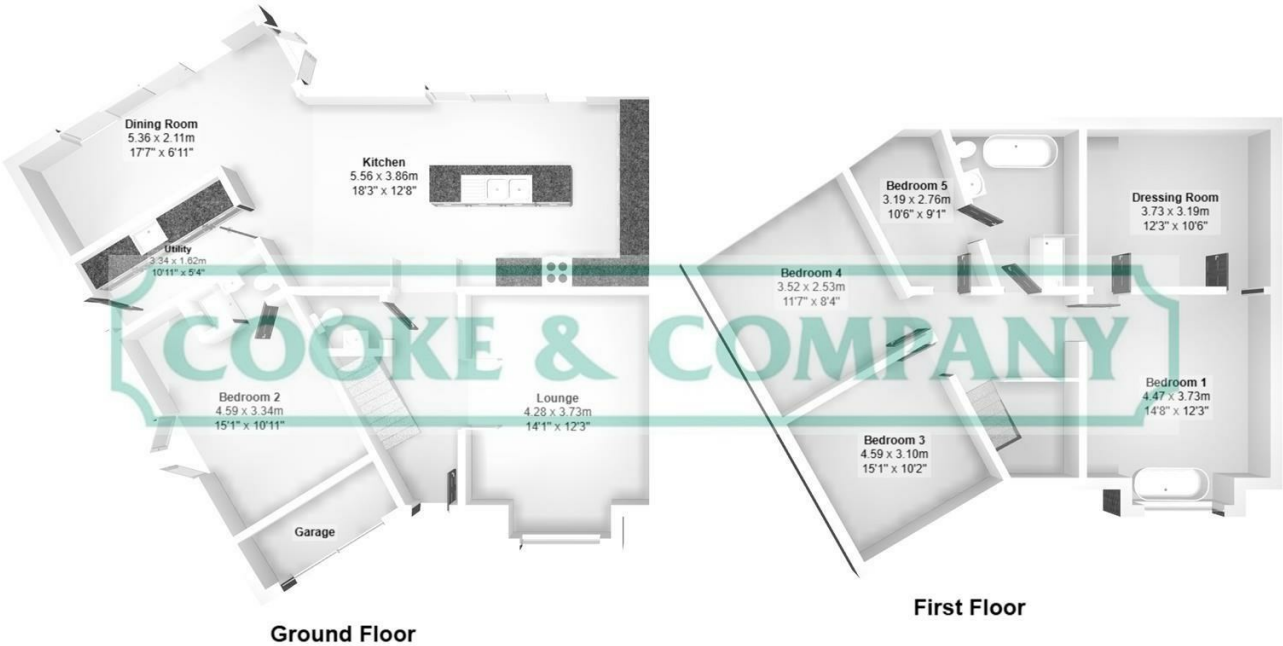 Dining Room
5.36 x 2.11m
17'7" x 6'11"
Kitchen
5.56 x 3.86m
18'3" x 12'8"
Utility
3.34 x 1.62m
10'11" x 5'4"
Bedroom 2
4.59 x 3.34m
15'1" x 10'11"
Lounge
4.28 x 3.73m
14'1" x 12'3"
Garage
Ground Floor
Bedroom 5
3.19 x 2.76m
10'6" x 9'1"
Dressing Room
3.73 x 3.19m
12'3" x 10'6"
Bedroom 4
3.52 x 2.53m
11'7" x 8'4"
Bedroom 1
4.47 x 3.73m
14'8" x 12'3"
Bedroom 3
4.59 x 3.10m
15'1" x 10'2"
First Floor
COOKE & COMPANY